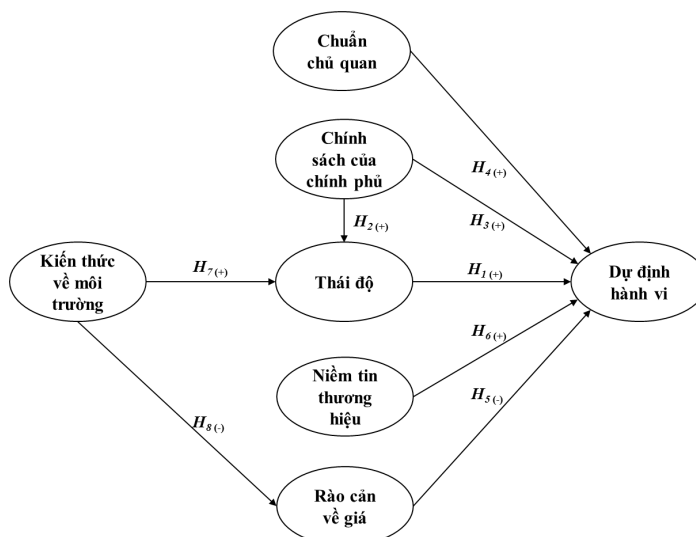 Chuẩn
chủ quan
Chính
sách của
chính phủ
H4 (+)
H2 (+)
H3 (+)
Kiến thức
về môi
trường
H7 (+)
Thái độ
H1 (+)
Dự định
hành vi
H6 (+)
Niềm tin
thương
hiệu
H5 (-)
H8 (-)
Rào cản
về giá